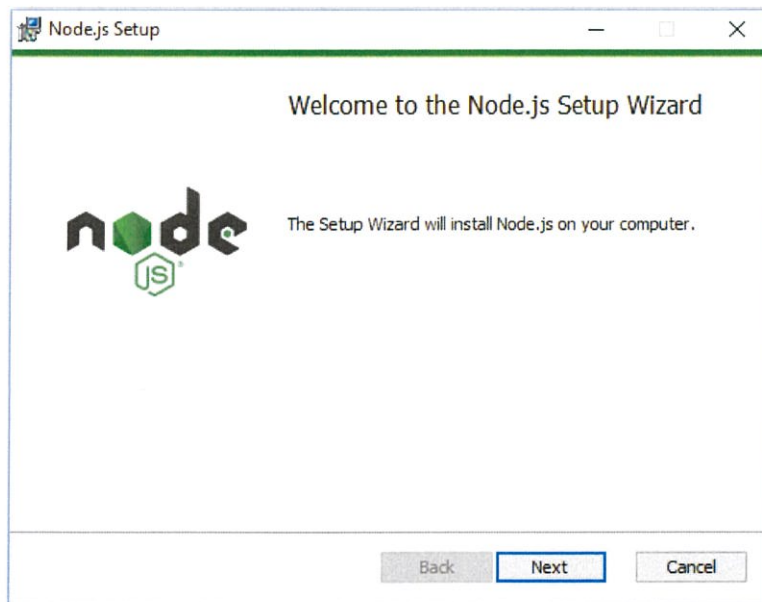 Node.js Setup
Welcome to the Node.js Setup Wizard
node
JS
The Setup Wizard will install Node.js on your computer.
Back Next Cancel